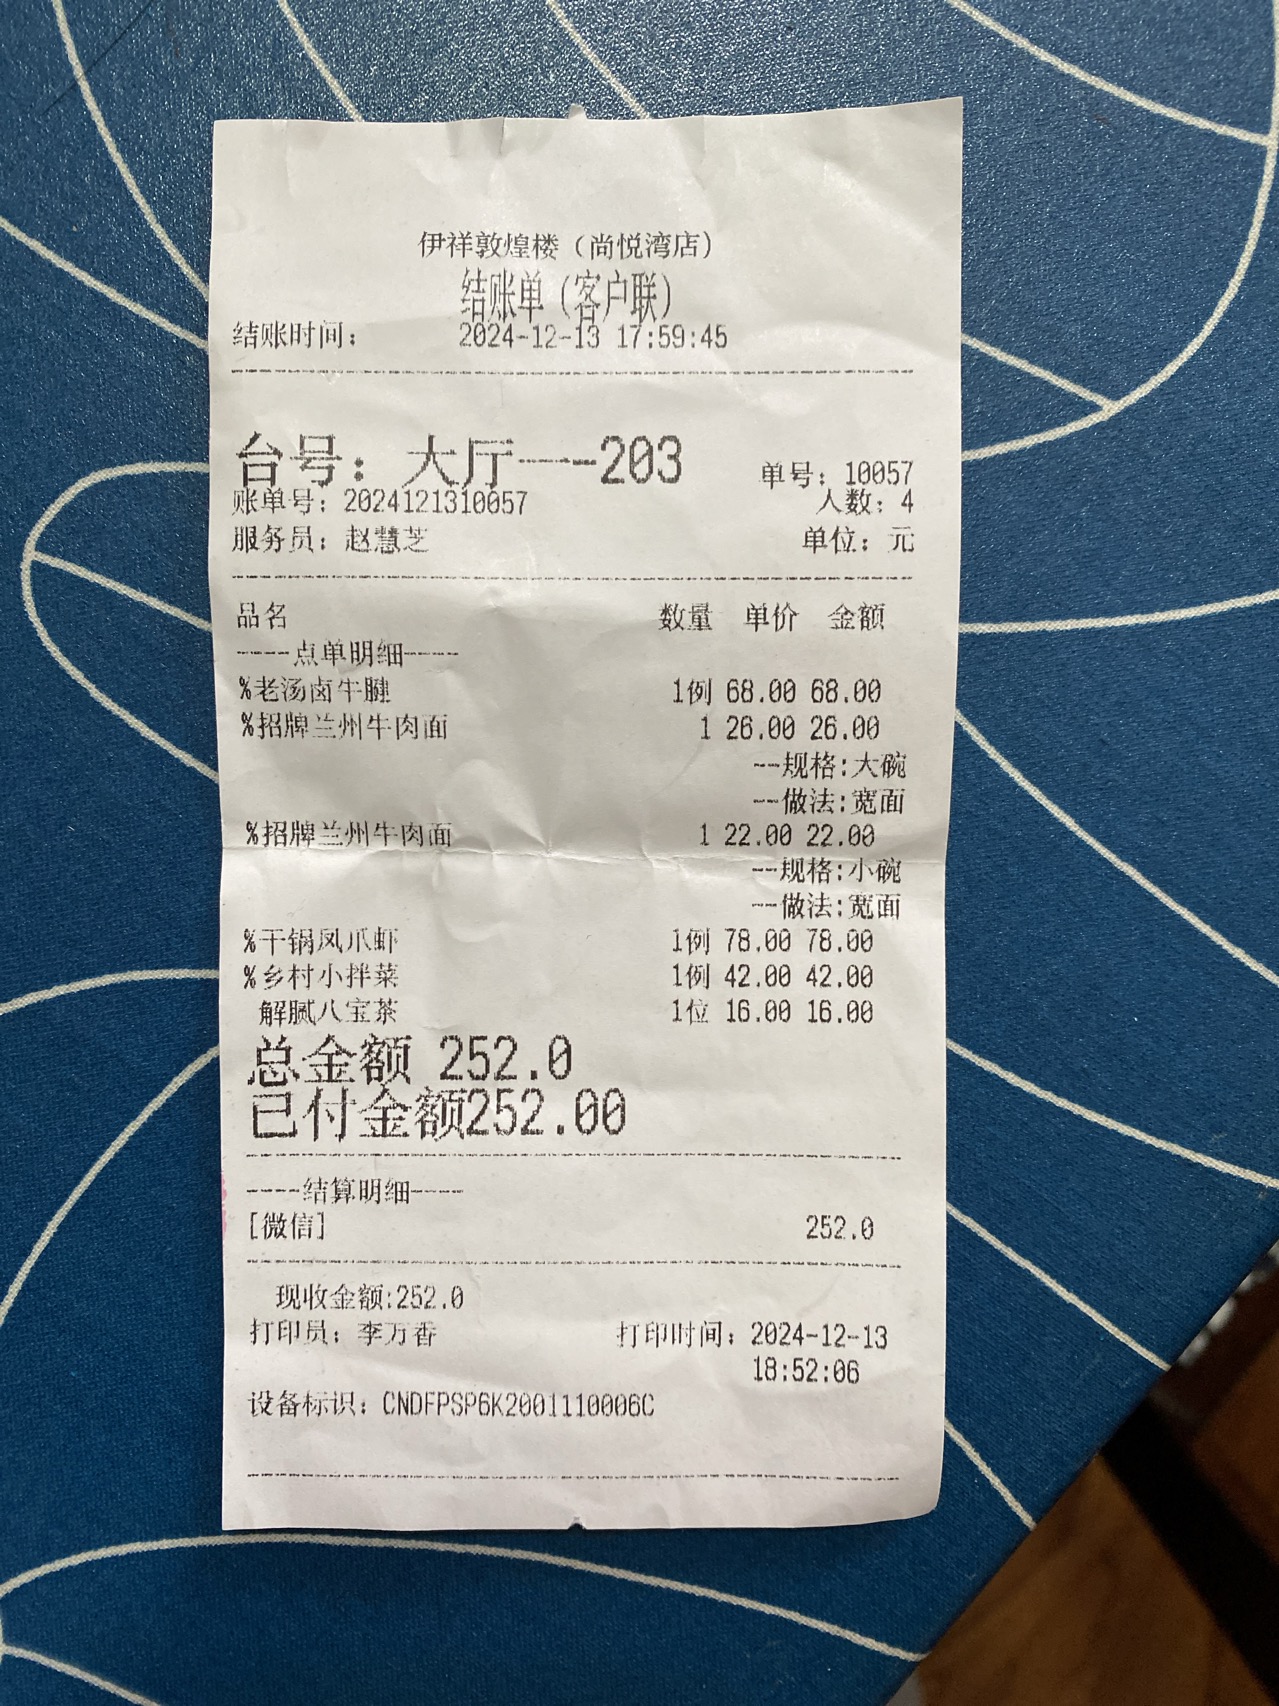 伊祥敦煌楼（尚悦湾店）
结账单（客户联）
结账时间： 2024-12-13 17:59:45
台号： 大厅---203 单号：10057
账单号：2024121310057 人数：4
服务员：赵慧芝 单位：元
品名 数量 单价 金额
----点单明细----
%老汤卤牛腱 1例 68.00 68.00
%招牌兰州牛肉面 1 26.00 26.00
--规格:大碗
--做法:宽面
%招牌兰州牛肉面 1 22.00 22.00
--规格:小碗
--做法:宽面
%干锅凤爪虾 1例 78.00 78.00
%乡村小拌菜 1例 42.00 42.00
解腻八宝茶 1位 16.00 16.00
总金额 252.0
已付金额252.00
----结算明细----
[微信] 252.0
现收金额:252.0
打印员：李万香 打印时间：2024-12-13
18:52:06
设备标识：CNDFPSP6K2001110006C